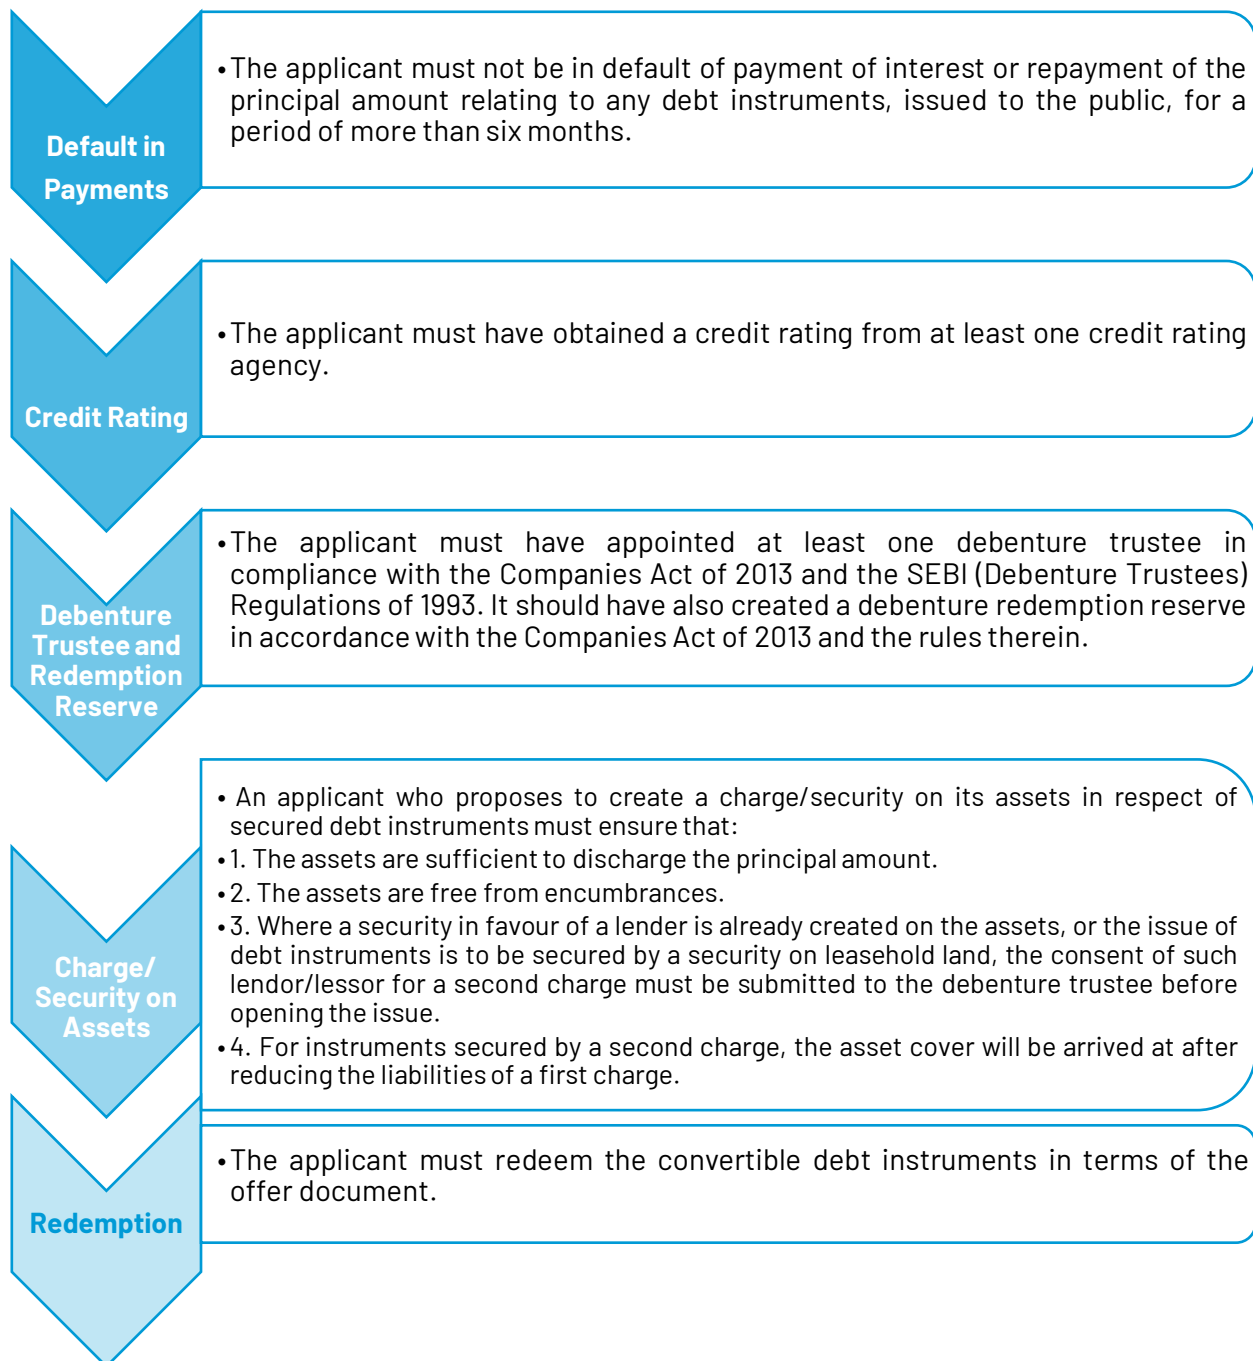 Default in
Payments
•The applicant must not be in default of payment of interest or repayment of the
principal amount relating to any debt instruments, issued to the public, for a
period of more than six months.
Credit Rating
•The applicant must have obtained a credit rating from at least one credit rating
agency.
Debenture
Trustee and
Redemption
Reserve
•The applicant must have appointed at least one debenture trustee in
compliance with the Companies Act of 2013 and the SEBI (Debenture Trustees)
Regulations of 1993. It should have also created a debenture redemption reserve
in accordance with the Companies Act of 2013 and the rules therein.
Charge/
Security on
Assets
• An applicant who proposes to create a charge/security on its assets in respect of
secured debt instruments must ensure that:
•1. The assets are sufficient to discharge the principal amount.
•2. The assets are free from encumbrances.
•3. Where a security in favour of a lender is already created on the assets, or the issue of
debt instruments is to be secured by a security on leasehold land, the consent of such
lendor/lessor for a second charge must be submitted to the debenture trustee before
opening the issue.
•4. For instruments secured by a second charge, the asset cover will be arrived at after
reducing the liabilities of a first charge.
Redemption
•The applicant must redeem the convertible debt instruments in terms of the
offer document.